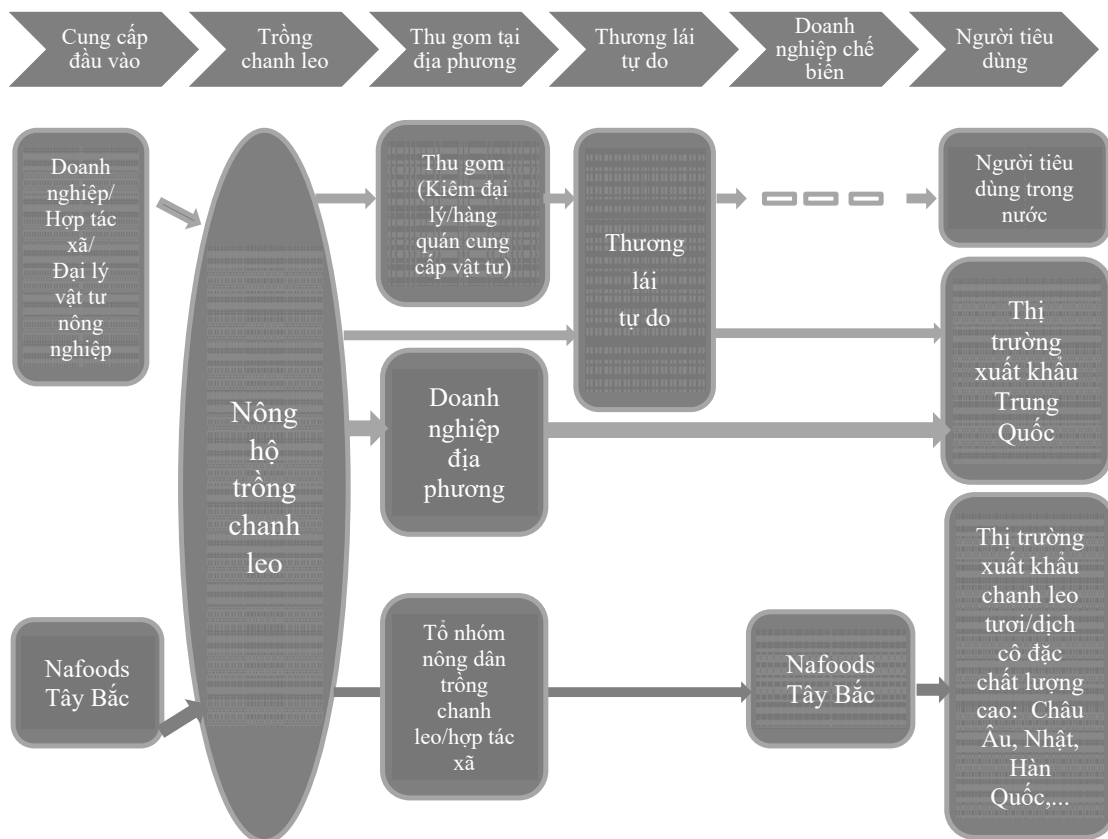 Cung cấp
đầu vào
Trồng
chanh leo
Thu gom tại
địa phương
Thương lái
tự do
Doanh
nghiệp chế
biến
Người tiêu
dùng
Doanh
nghiệp/
Hợp tác
xã/
Đại lý
vật tư
nông
nghiệp
Nafoods
Tây Bắc
Nông
hộ
trồng
chanh
leo
Thu gom
(Kiêm đại
lý/hàng
quán cung
cấp vật tư)
Doanh
nghiệp
địa
phương
Tổ nhóm
nông dân
trồng
chanh
leo/hợp tác
xã
Thương
lái
tự do
Nafoods
Tây Bắc
Người tiêu
dùng trong
nước
Thị
trường
xuất khẩu
Trung
Quốc
Thị trường
xuất khẩu
chanh leo
tươi/dịch
cô đặc
chất lượng
cao: Châu
Âu, Nhật,
Hàn
Quốc,...